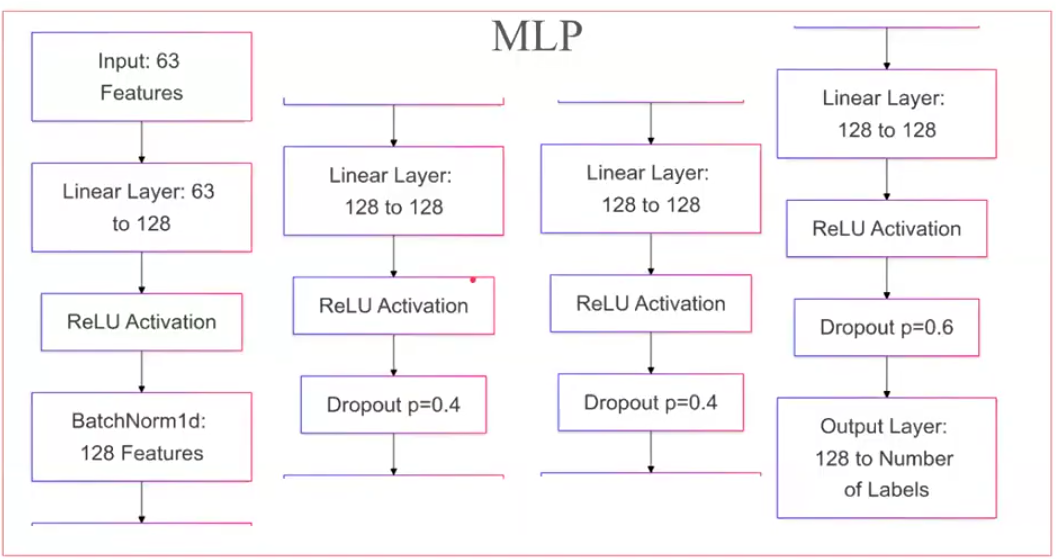 MLP
Input: 63
Features
Linear Layer: 63
to 128
ReLU Activation
BatchNorm1d:
128 Features
Linear Layer:
128 to 128
ReLU Activation
Dropout p=0.4
Linear Layer:
128 to 128
ReLU Activation
Dropout p=0.4
Linear Layer:
128 to 128
ReLU Activation
Dropout p=0.6
Output Layer:
128 to Number
of Labels